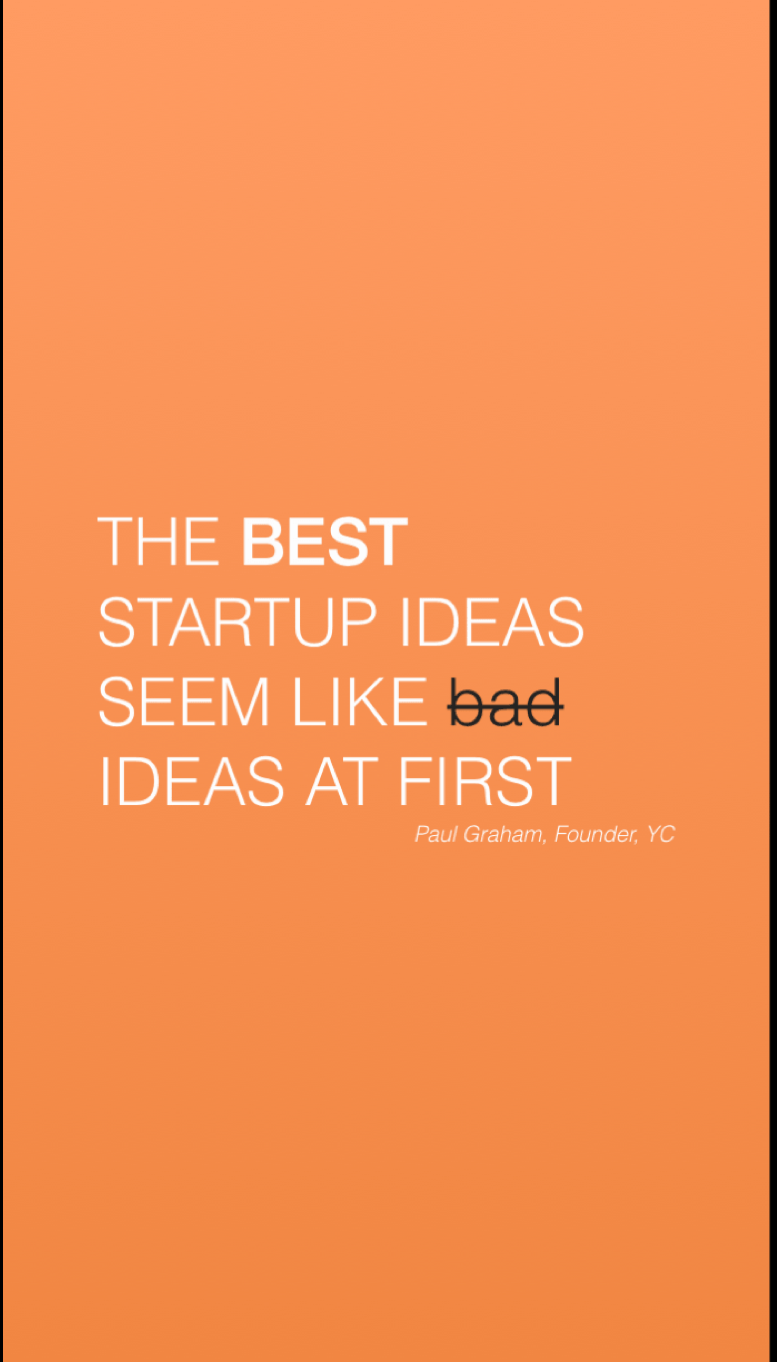 THE BEST
STARTUP IDEAS
SEEM LIKE bad
IDEAS AT FIRST
Paul Graham, Founder, YC